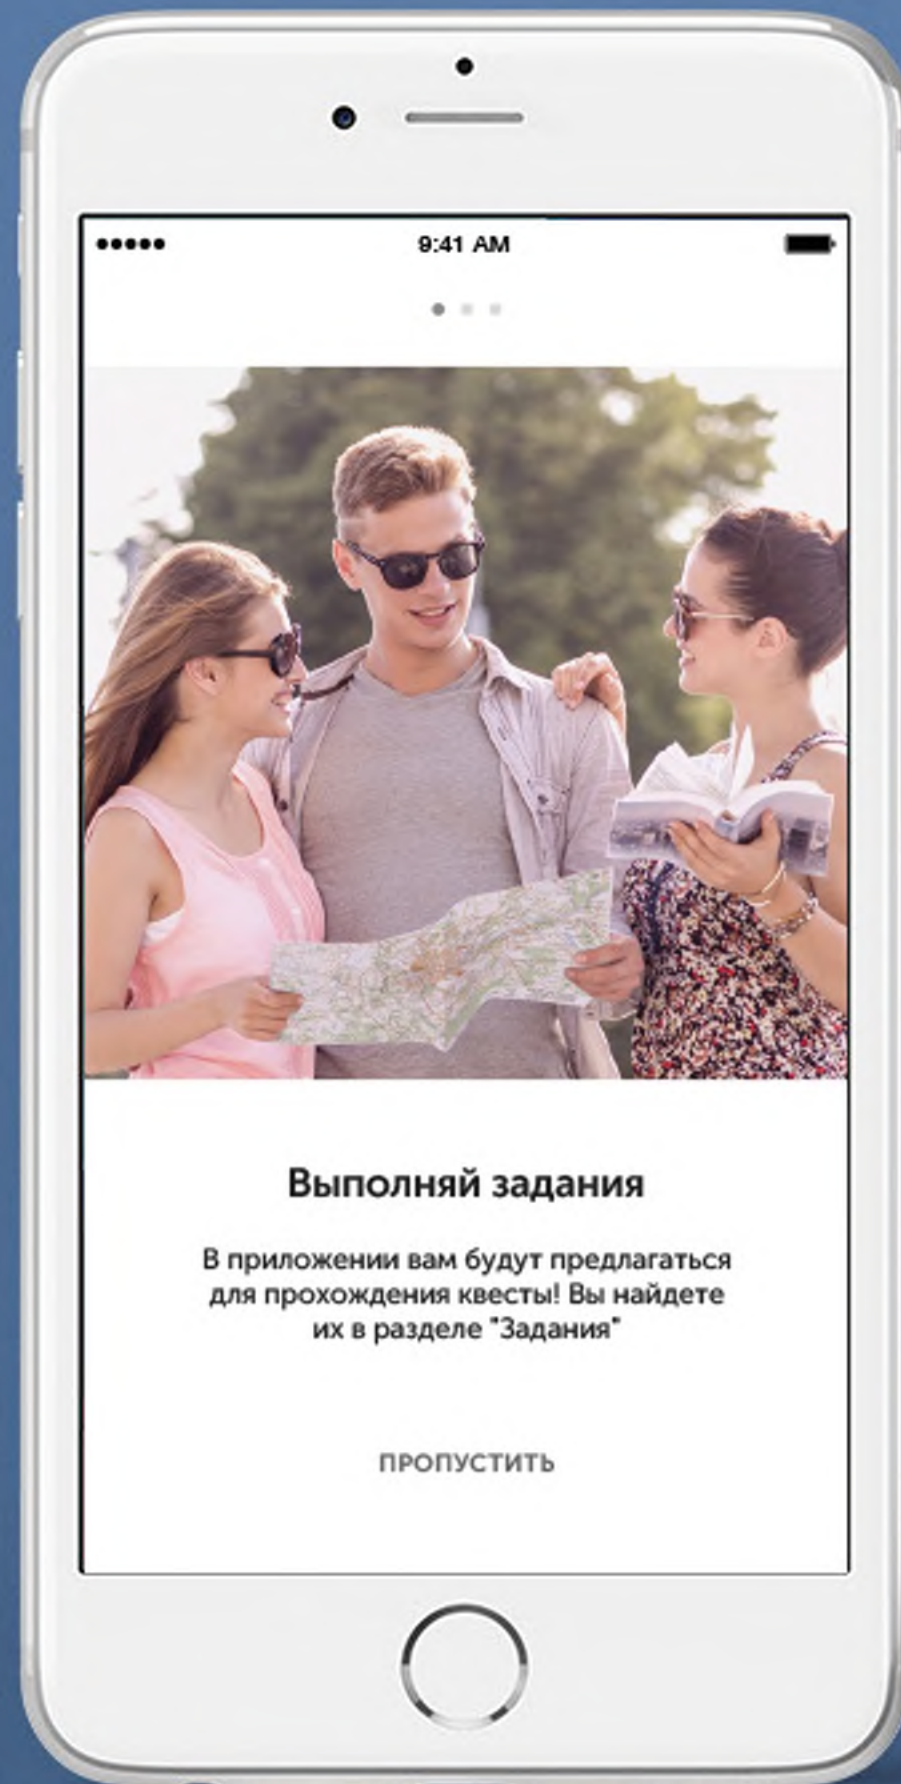 9:41 AM
Выполняй задания
В приложении вам будут предлагаться
для прохождения квесты! Вы найдете
их в разделе "Задания"
ПРОПУСТИТЬ